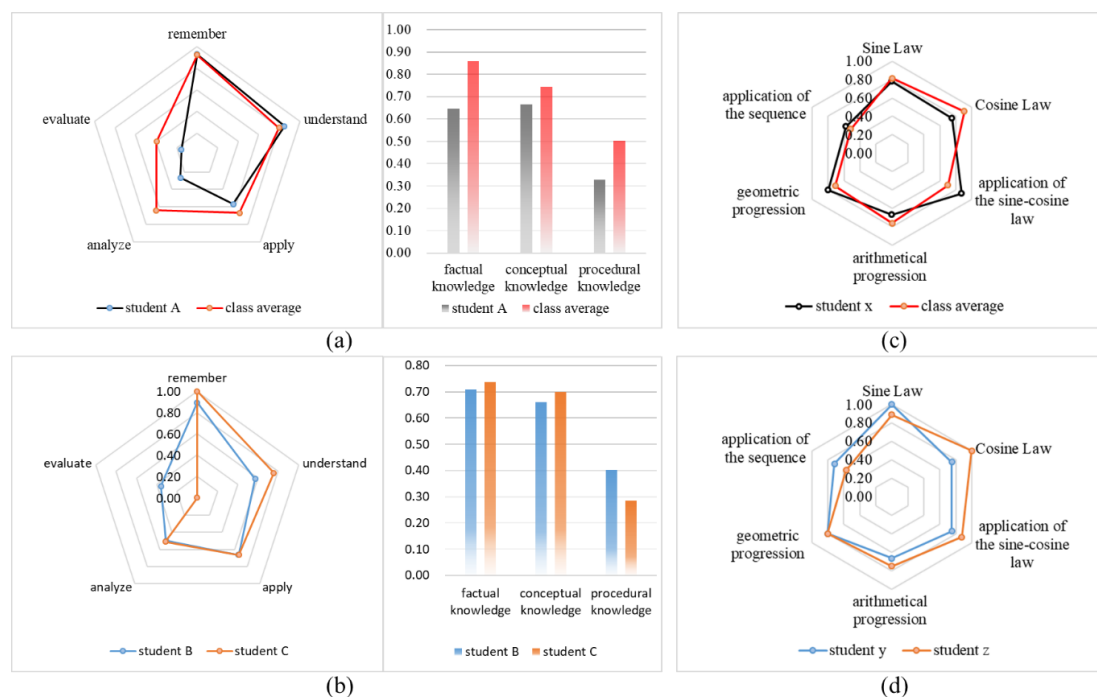 remember
evaluate
understand
analyze
apply
student A
class average
1.00
0.90
0.80
0.70
0.60
0.50
0.40
0.30
0.20
0.10
0.00
factual
knowledge
conceptual
knowledge
procedural
knowledge
student A
class average
(a)
Sine Law
1.00
0.80
0.60
0.40
0.20
0.00
application of
the sequence
Cosine Law
geometric
progression
application of
the sine-cosine
law
arithmetical
progression
student x
class average
(c)
remember
1.00
0.80
0.60
0.40
0.20
0.00
evaluate
understand
analyze
apply
student B
student C
0.80
0.70
0.60
0.50
0.40
0.30
0.20
0.10
0.00
factual
knowledge
conceptual
knowledge
procedural
knowledge
student B
student C
(b)
Sine Law
1.00
0.80
0.60
0.40
0.20
0.00
application of
the sequence
Cosine Law
geometric
progression
application of
the sine-cosine
law
arithmetical
progression
student y
student z
(d)